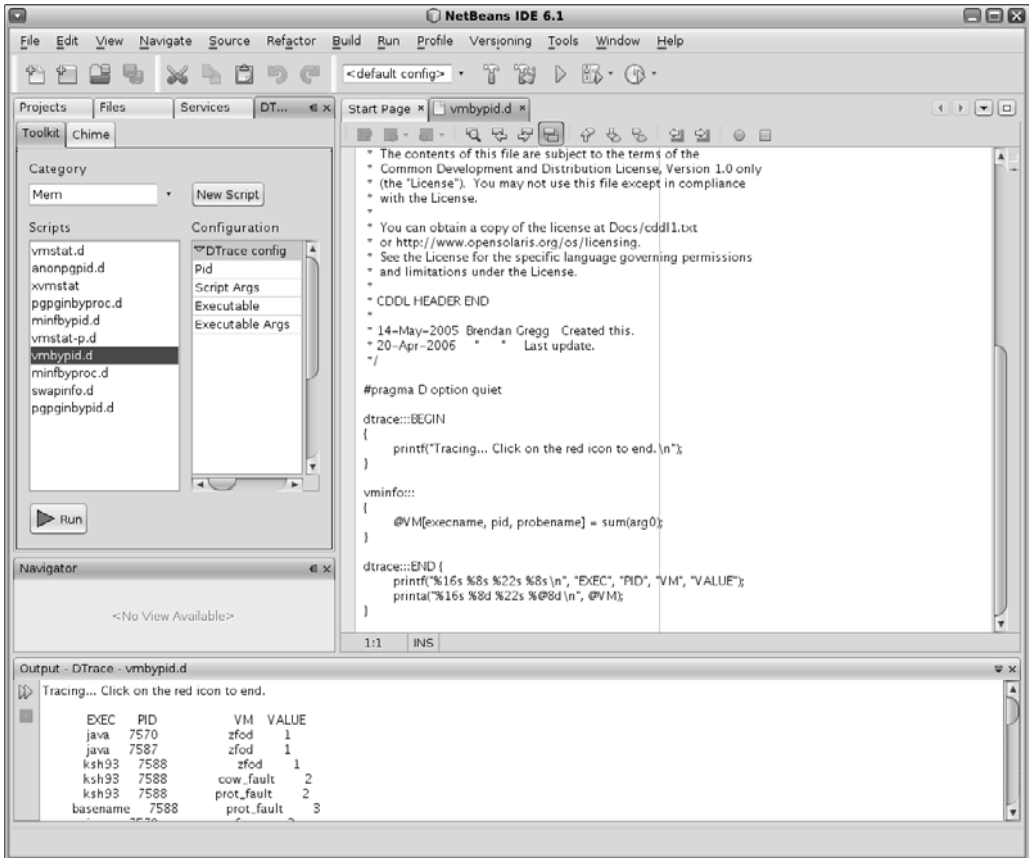 NetBeans IDE 6.1
File Edit View Navigate Source Refactor Build Run Profile Versioning Tools Window Help
<default config>
Projects Files Services DT...
Toolkit Chime
Category
Mem
New Script
Scripts
vmstat.d
anonpgpid.d
xvmstat
pgpginbyproc.d
minfbypid.d
vmstat-p.d
vmbypid.d
minfbyproc.d
swapinfo.d
pgpginbypid.d
Configuration
DTrace config
Pid
Script Args
Executable
Executable Args
Run
Navigator
<No View Available>
Start Page vmbypid.d
* The contents of this file are subject to the terms of the
* Common Development and Distribution License, Version 1.0 only
* (the "License"). You may not use this file except in compliance
* with the License.
*
* You can obtain a copy of the license at Docs/cddl1.txt
* or http://www.opensolaris.org/os/licensing.
* See the License for the specific language governing permissions
* and limitations under the License.
*
* CDDL HEADER END
*
* 14-May-2005 Brendan Gregg Created this.
* 20-Apr-2006 " " Last update.
*/
#pragma D option quiet
dtrace:::BEGIN
{
printf("Tracing... Click on the red icon to end.\n");
}
vminfo:::
{
@VM[execname, pid, probename] = sum(arg0);
}
dtrace:::END {
printf("%16s %8s %22s %8s\n", "EXEC", "PID", "VM", "VALUE");
printa("%16s %8d %22s %@8d\n", @VM);
}
1:1 INS
Output - DTrace - vmbypid.d
Tracing... Click on the red icon to end.
EXEC PID VM VALUE
java 7570 zfod 1
java 7587 zfod 1
ksh93 7588 zfod 1
ksh93 7588 cow_fault 2
ksh93 7588 prot_fault 2
basename 7588 prot_fault 3